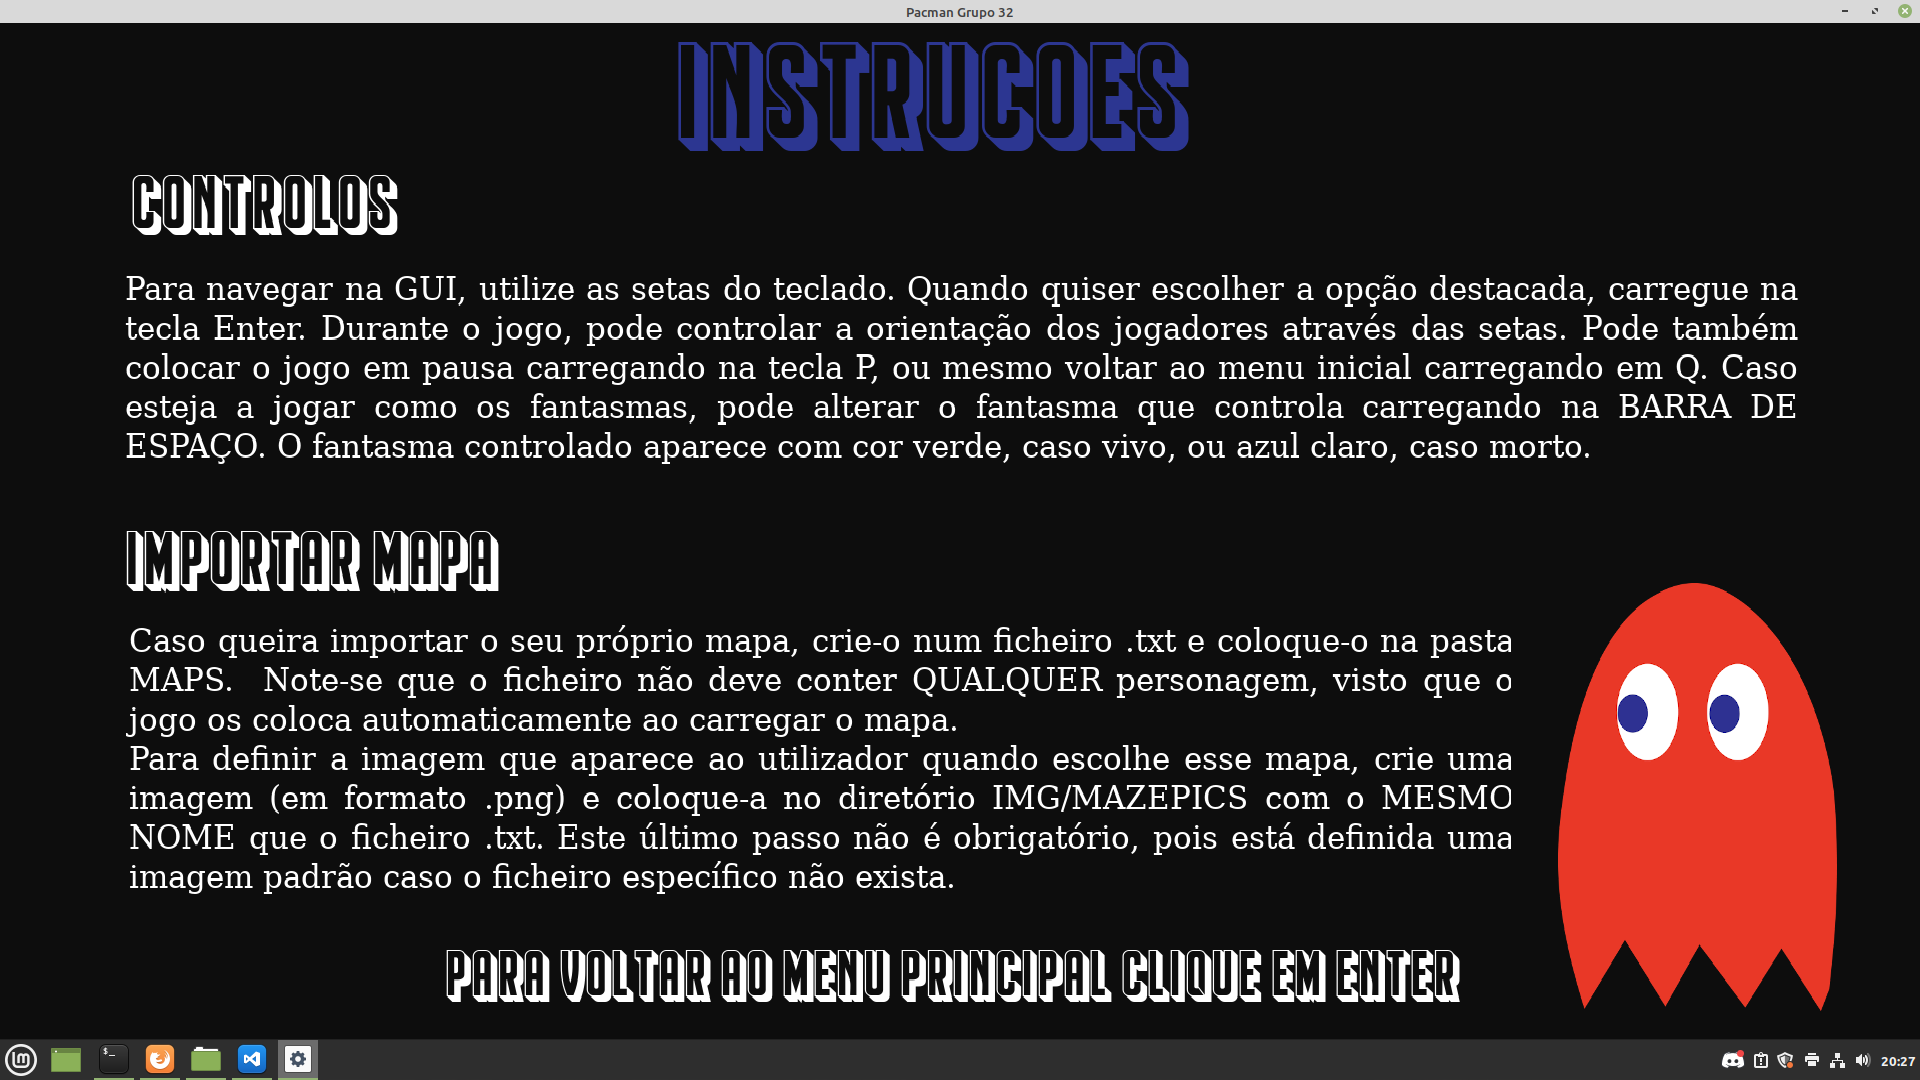 Pacman Grupo 32
INSTRUCOES
CONTROLOS
Para navegar na GUI, utilize as setas do teclado. Quando quiser escolher a opção destacada, carregue na
tecla Enter. Durante o jogo, pode controlar a orientação dos jogadores através das setas. Pode também
colocar o jogo em pausa carregando na tecla P, ou mesmo voltar ao menu inicial carregando em Q. Caso
esteja a jogar como os fantasmas, pode alterar o fantasma que controla carregando na BARRA DE
ESPAÇO. O fantasma controlado aparece com cor verde, caso vivo, ou azul claro, caso morto.
IMPORTAR MAPA
Caso queira importar o seu próprio mapa, crie-o num ficheiro .txt e coloque-o na pasta
MAPS. Note-se que o ficheiro não deve conter QUALQUER personagem, visto que o
jogo os coloca automaticamente ao carregar o mapa.
Para definir a imagem que aparece ao utilizador quando escolhe esse mapa, crie uma
imagem (em formato .png) e coloque-a no diretório IMG/MAZEPICS com o MESMO
NOME que o ficheiro .txt. Este último passo não é obrigatório, pois está definida uma
imagem padrão caso o ficheiro específico não exista.
PARA VOLTAR AO MENU PRINCIPAL CLIQUE EM ENTER
20:27